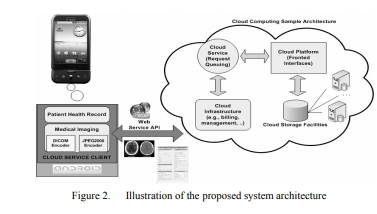 Cloud Computing Sample Architecture
Cloud
Service
(Request
Queuing)
Cloud Platform
(Fronted
Interfaces)
Patient Health Record
Medical Imaging
DICOM
Encoder
JPEG2000
Encoder
CLOUD SERVICE CLIENT
ANDROID
Web
Service API
Cloud
Infrastructure
(e.g., billing,
management, ..)
Cloud Storage Facilities
Figure 2. Illustration of the proposed system architecture